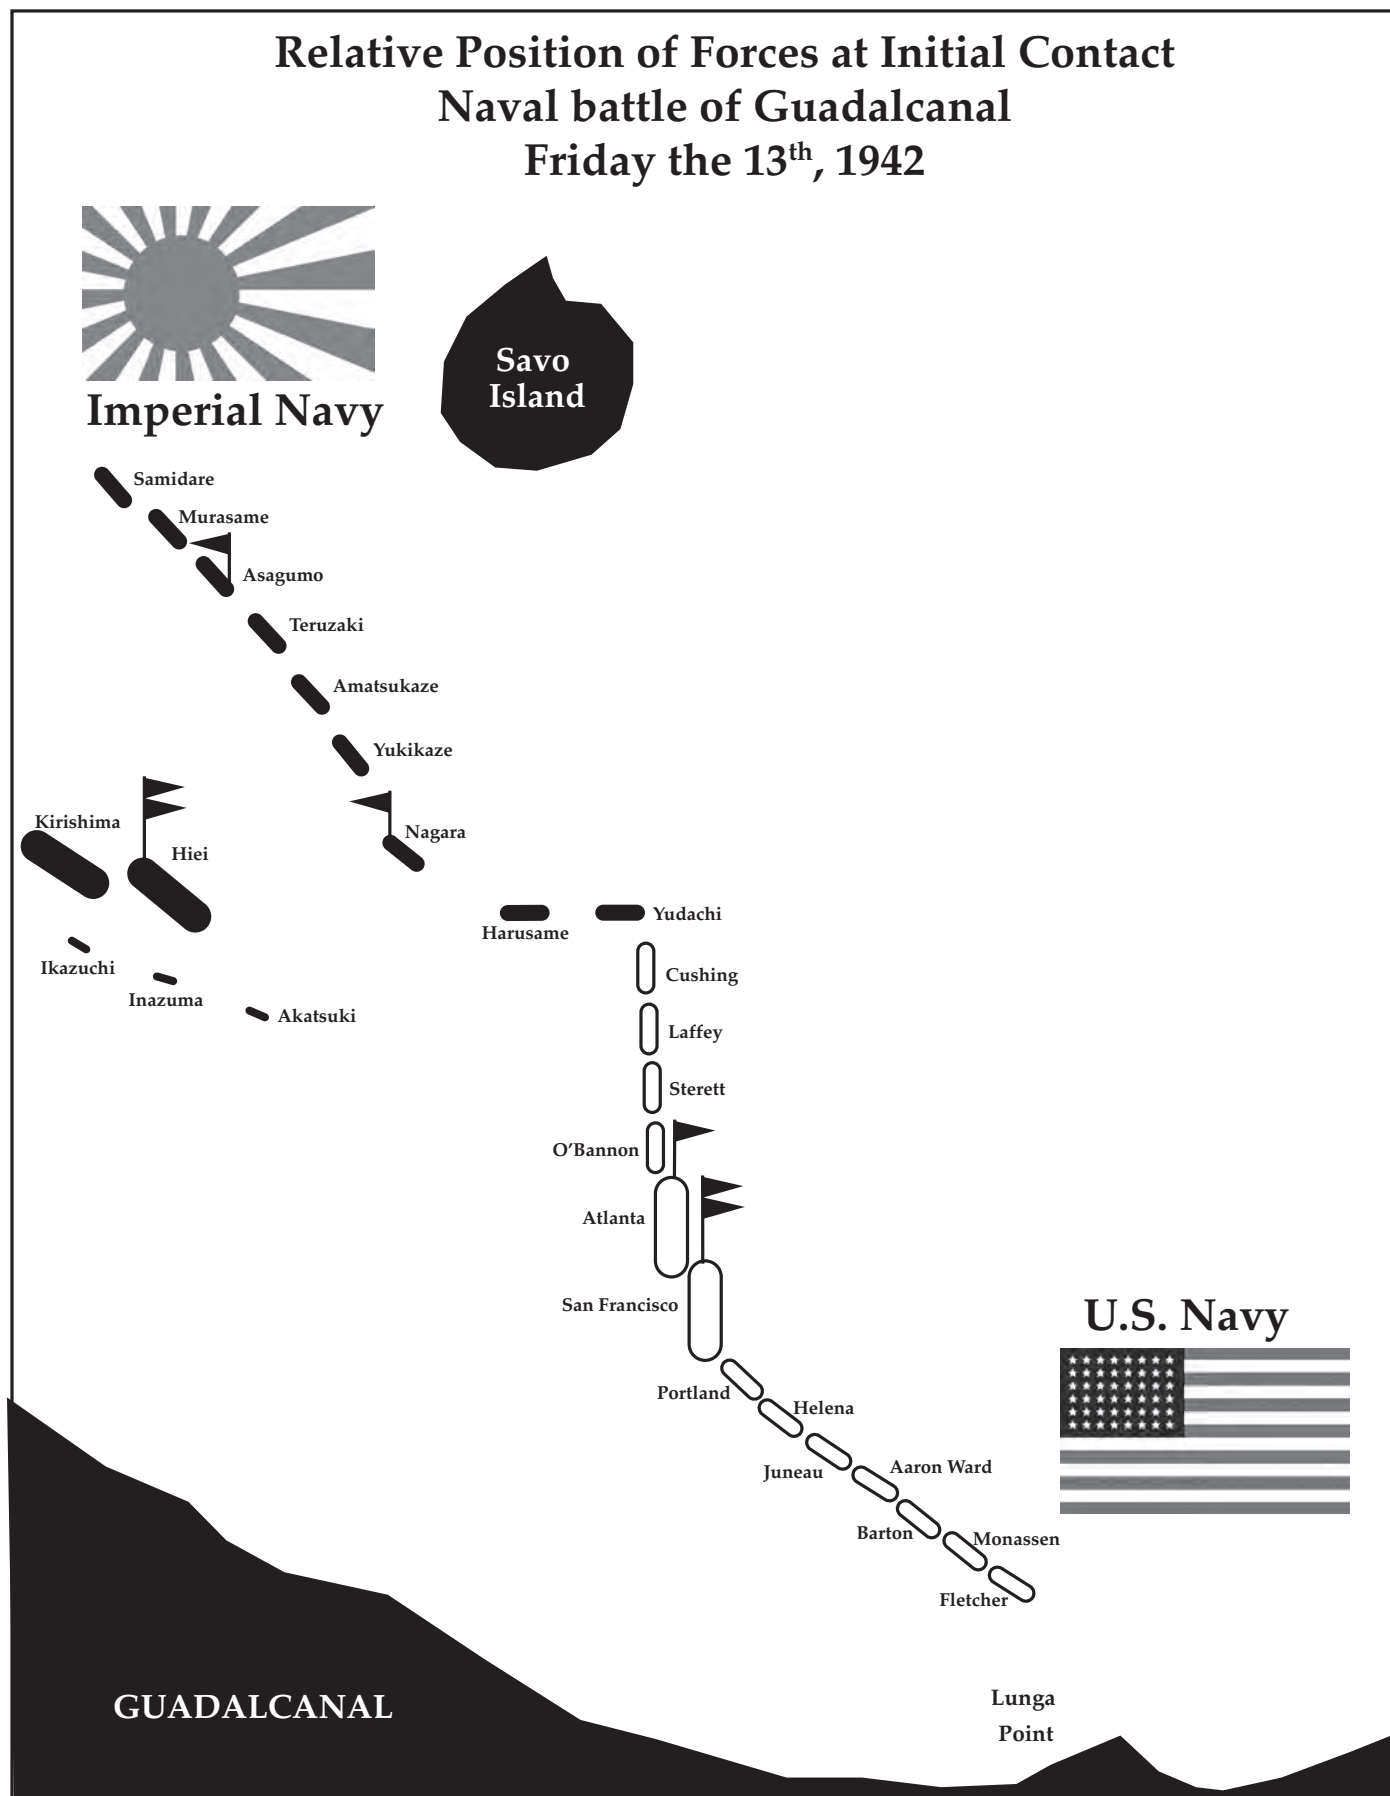 Relative Position of Forces at Initial Contact
Naval battle of Guadalcanal
Friday the 13th, 1942
Savo
Island
Imperial Navy
Samidare
Murasame
Asagumo
Teruzaki
Amatsukaze
Yukikaze
Kirishima
Nagara
Hiei
Yudachi
Harusame
Ikazuchi
Cushing
Inazuma
Akatsuki
Laffey
Sterett
O'Bannon
Atlanta
San Francisco
U.S. Navy
Portland
Helena
Juneau
Aaron Ward
Barton
Monassen
Fletcher
GUADALCANAL
Lunga
Point